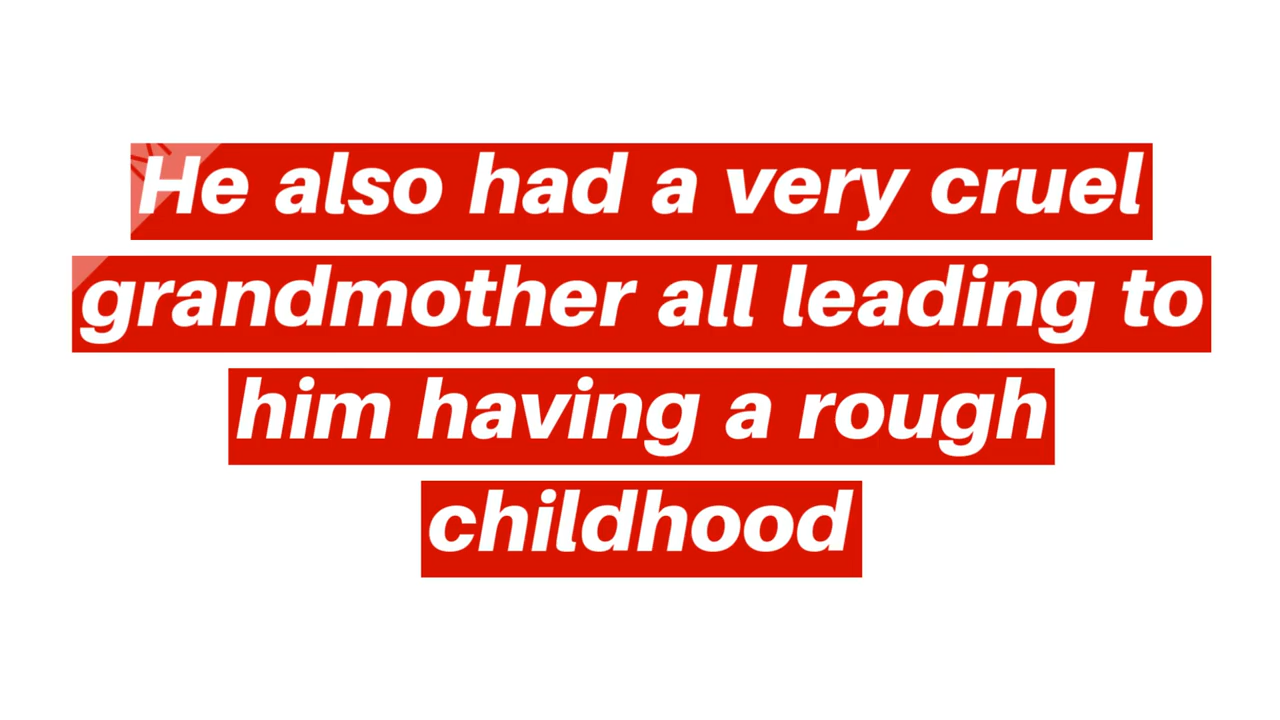 He also had a very cruel
grandmother all leading to
him having a rough
childhood